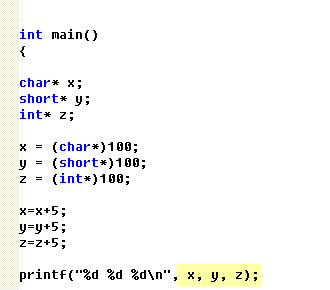 int main()
{
char* x;
short* y;
int* z;
x = (char*)100;
y = (short*)100;
z = (int*)100;
x=x+5;
y=y+5;
z=z+5;
printf("%d %d %d\n", x, y, z);